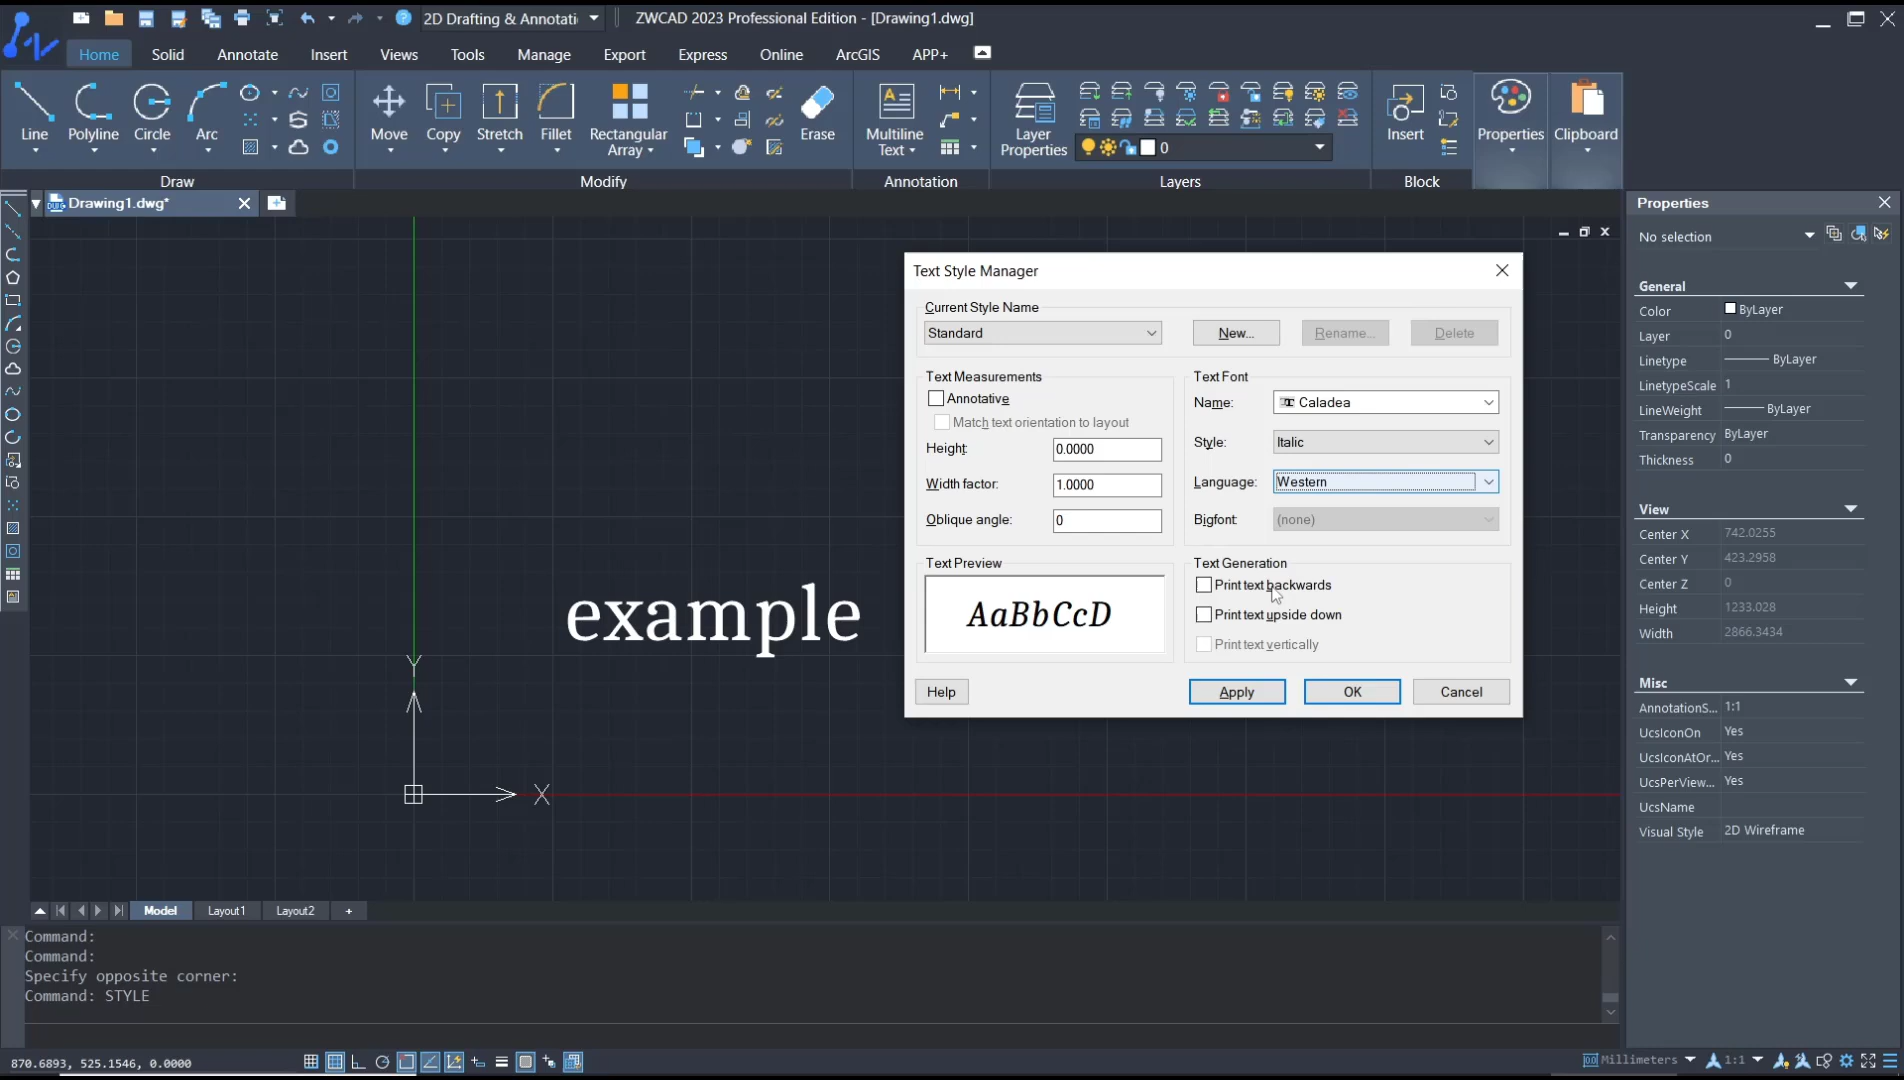 2D Drafting & Annotati
ZWCAD 2023 Professional Edition - [Drawing1.dwg]
Home Solid Annotate Insert Views Tools Manage Export Express Online ArcGIS APP+
Line Polyline Circle Arc
Move Copy Stretch Fillet Rectangular Array Erase
Multiline Text
Layer Properties
0
Insert Properties Clipboard
Draw Modify Annotation Layers Block
Drawing1.dwg*
Text Style Manager
Current Style Name
Standard New... Rename... Delete
Text Measurements
Annotative
Match text orientation to layout
Height: 0.0000
Width factor: 1.0000
Oblique angle: 0
Text Font
Name: Caladea
Style: Italic
Language: Western
Bigfont: (none)
Text Preview
AaBbCcD
Text Generation
Print text backwards
Print text upside down
Print text vertically
Help Apply OK Cancel
example
Y
X
Properties
No selection
General
Color ByLayer
Layer 0
Linetype ByLayer
LinetypeScale 1
LineWeight ByLayer
Transparency ByLayer
Thickness 0
View
Center X 742.0255
Center Y 423.2958
Center Z 0
Height 1233.028
Width 2866.3434
Misc
AnnotationS... 1:1
UcsIconOn Yes
UcsIconAtOr... Yes
UcsPerView... Yes
UcsName
Visual Style 2D Wireframe
Model Layout1 Layout2 +
Command:
Command:
Specify opposite corner:
Command: STYLE
870.6893, 525.1546, 0.0000
Millimeters 1:1